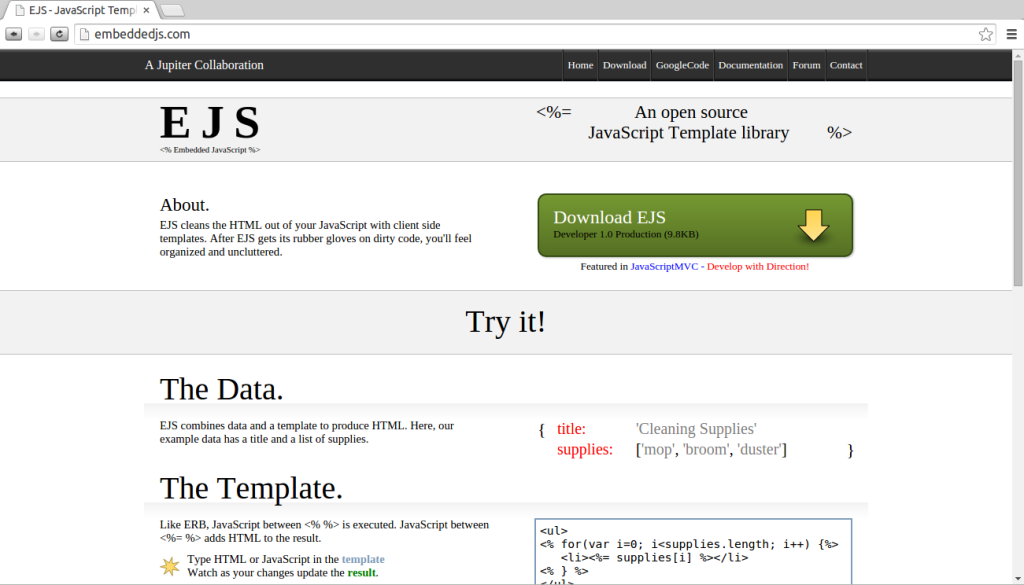 EJS - JavaScript Templ
embeddedjs.com
A Jupiter Collaboration
Home Download GoogleCode Documentation Forum Contact
E J S
<% Embedded JavaScript %>
<%= An open source
JavaScript Template library %>
About.
EJS cleans the HTML out of your JavaScript with client side
templates. After EJS gets its rubber gloves on dirty code, you'll feel
organized and uncluttered.
Download EJS
Developer 1.0 Production (9.8KB)
Featured in JavaScriptMVC - Develop with Direction!
Try it!
The Data.
EJS combines data and a template to produce HTML. Here, our
example data has a title and a list of supplies.
{ title: 'Cleaning Supplies'
supplies: ['mop', 'broom', 'duster'] }
The Template.
Like ERB, JavaScript between <% %> is executed. JavaScript between
<%= %> adds HTML to the result.
Type HTML or JavaScript in the template
Watch as your changes update the result.
<ul>
<% for(var i=0; i<supplies.length; i++) {%>
<li><%= supplies[i] %></li>
<% } %>
</ul>